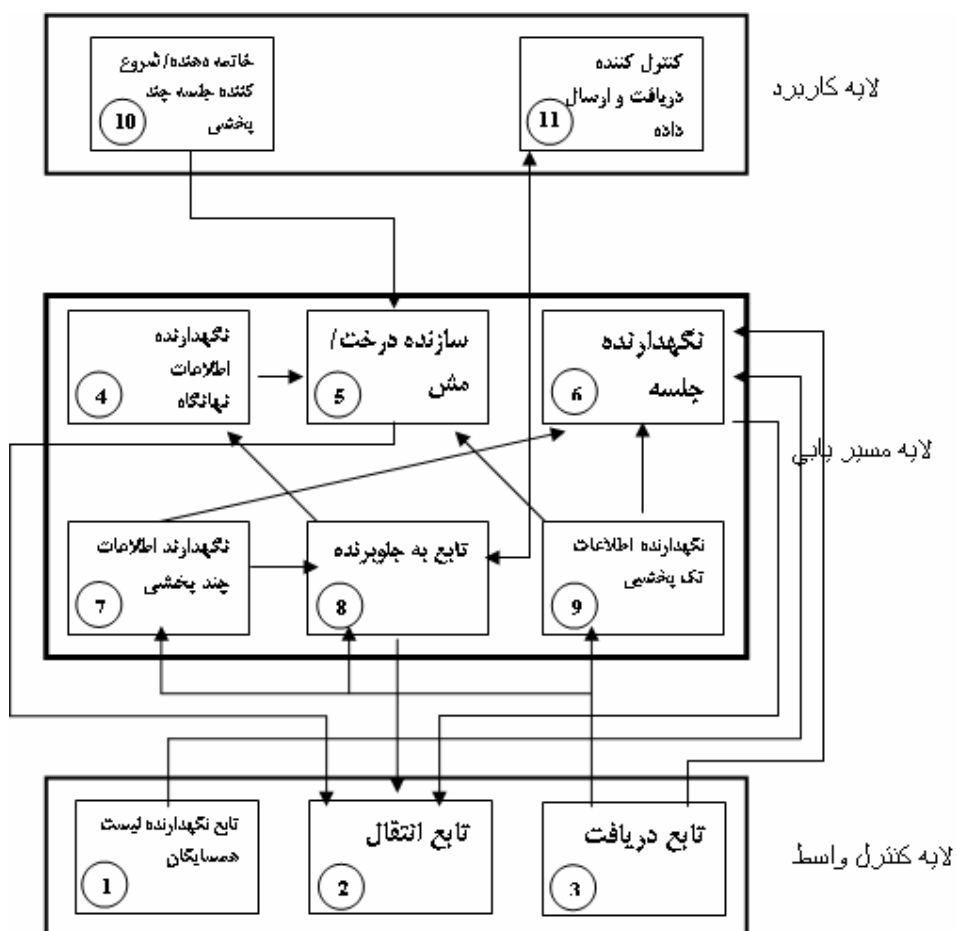 خاتمه دهنده/ شروع
کننده جلسه چند
پخشی
10
کنترل کننده
دریافت و ارسال
داده
11
لایه کاربرد
نگهدارنده
اطلاعات
نهانگاه
4
سازنده درخت/
مش
5
نگهدارنده
جلسه
6
لایه مسیر یابی
نگهدارند اطلاعات
چند پخشی
7
تابع به جلوبرنده
8
نگهدارنده اطلاعات
تک پخشی
9
تابع نگهدارنده لیست
همسایگان
1
تابع انتقال
2
تابع دریافت
3
لایه کنترل واسط